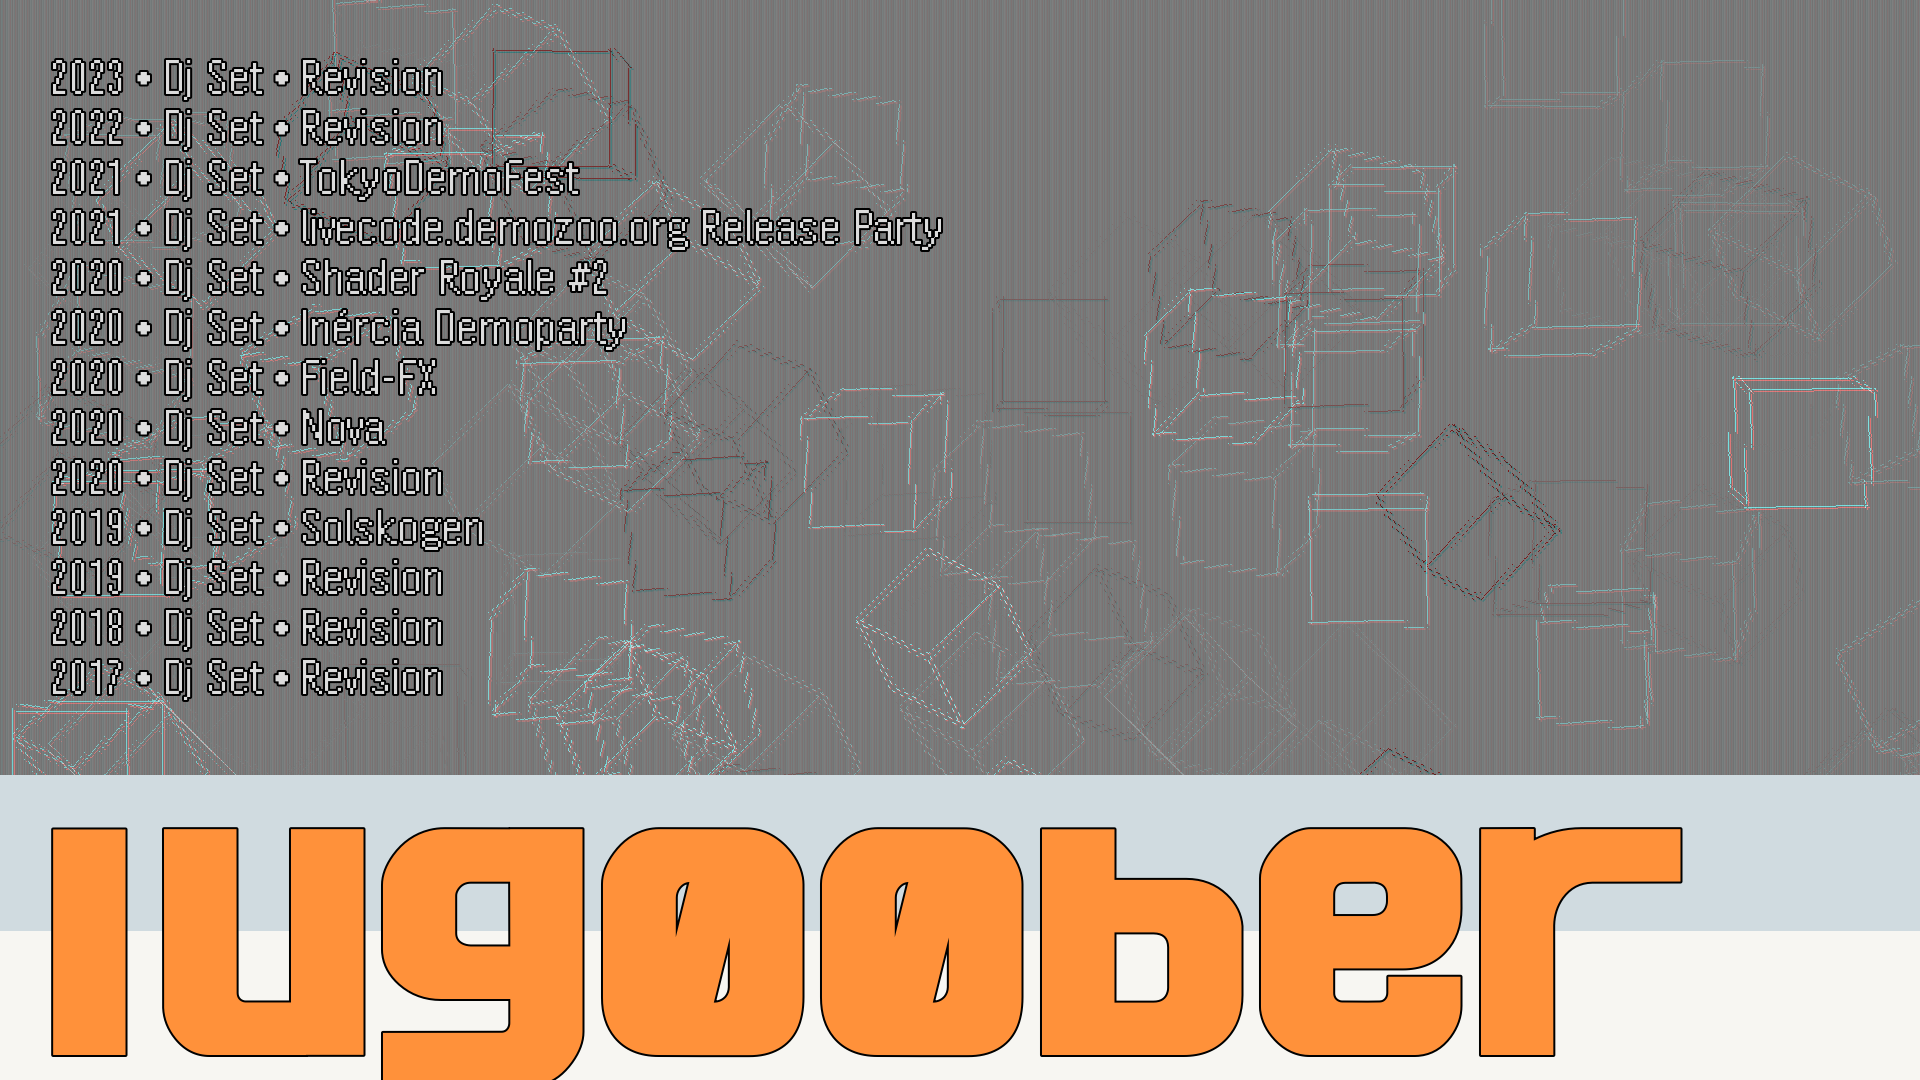 2023 • Dj Set • Revision
2022 • Dj Set • Revision
2021 • Dj Set • TokyoDemoFest
2021 • Dj Set • livecode.demozoo.org Release Party
2020 • Dj Set • Shader Royale #2
2020 • Dj Set • Inércia Demoparty
2020 • Dj Set • Field-FX
2020 • Dj Set • Nova
2020 • Dj Set • Revision
2019 • Dj Set • Solskogen
2019 • Dj Set • Revision
2018 • Dj Set • Revision
2017 • Dj Set • Revision
lug00ber